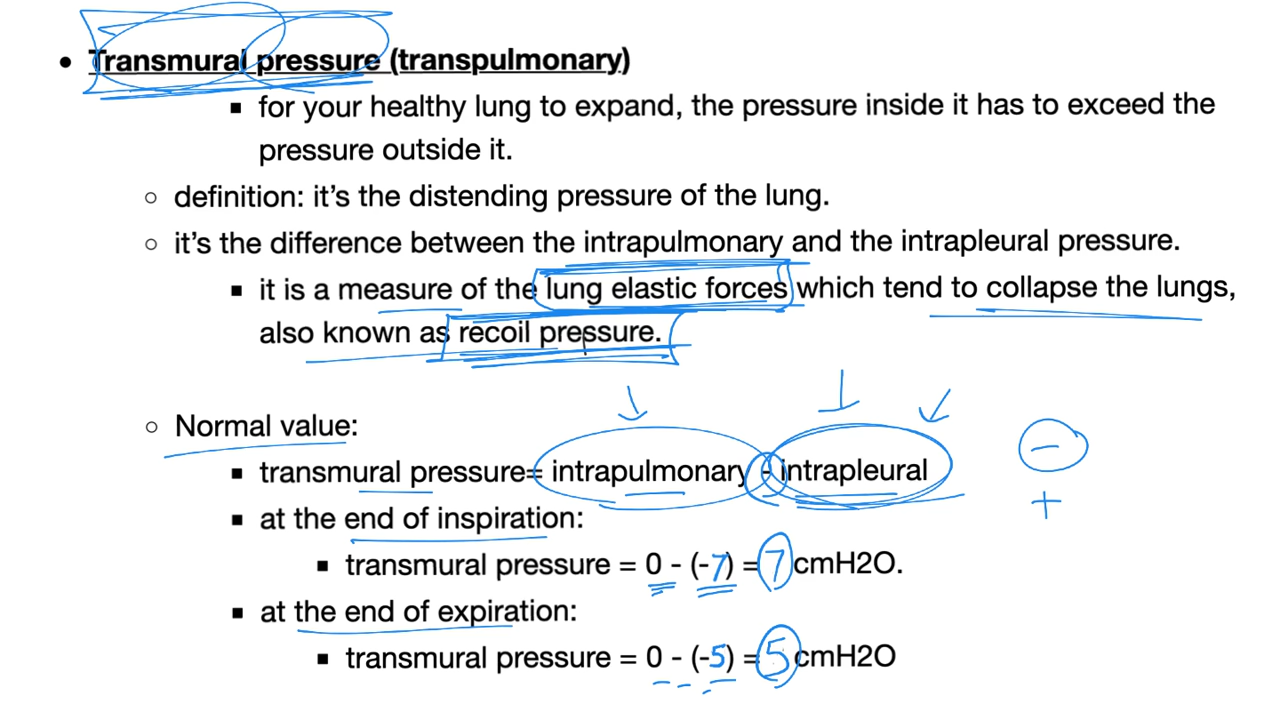 • Transmural pressure (transpulmonary)
▪ for your healthy lung to expand, the pressure inside it has to exceed the
pressure outside it.
○ definition: it’s the distending pressure of the lung.
○ it’s the difference between the intrapulmonary and the intrapleural pressure.
▪ it is a measure of the lung elastic forces which tend to collapse the lungs,
also known as recoil pressure.
○ Normal value:
▪ transmural pressure= intrapulmonary - intrapleural
−
+
▪ at the end of inspiration:
▪ transmural pressure = 0 - (-7) = 7 cmH2O.
▪ at the end of expiration:
▪ transmural pressure = 0 - (-5) = 5 cmH2O